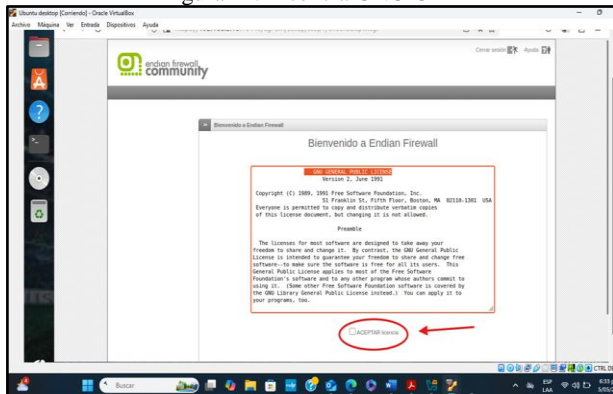 Ubuntu desktop [Corriendo] - Oracle VirtualBox
Archivo Máquina Ver Entrada Dispositivos Ayuda
Cerrar sesión Ayuda
endian firewall
community
Bienvenido a Endian Firewall
Bienvenido a Endian Firewall
GNU GENERAL PUBLIC LICENSE
Version 2, June 1991
Copyright (C) 1989, 1991 Free Software Foundation, Inc.
51 Franklin St, Fifth Floor, Boston, MA 02110-1301 USA
Everyone is permitted to copy and distribute verbatim copies
of this license document, but changing it is not allowed.
Preamble
The licenses for most software are designed to take away your
freedom to share and change it. By contrast, the GNU General Public
License is intended to guarantee your freedom to share and change free
software--to make sure the software is free for all its users. This
General Public License applies to most of the Free Software
Foundation's software and to any other program whose authors commit to
using it. (Some other Free Software Foundation software is covered by
the GNU Library General Public License instead.) You can apply it to
your programs, too.
ACEPTAR licencia
CTRL DE
Buscar
ESP
LAA
6:33
5/05/